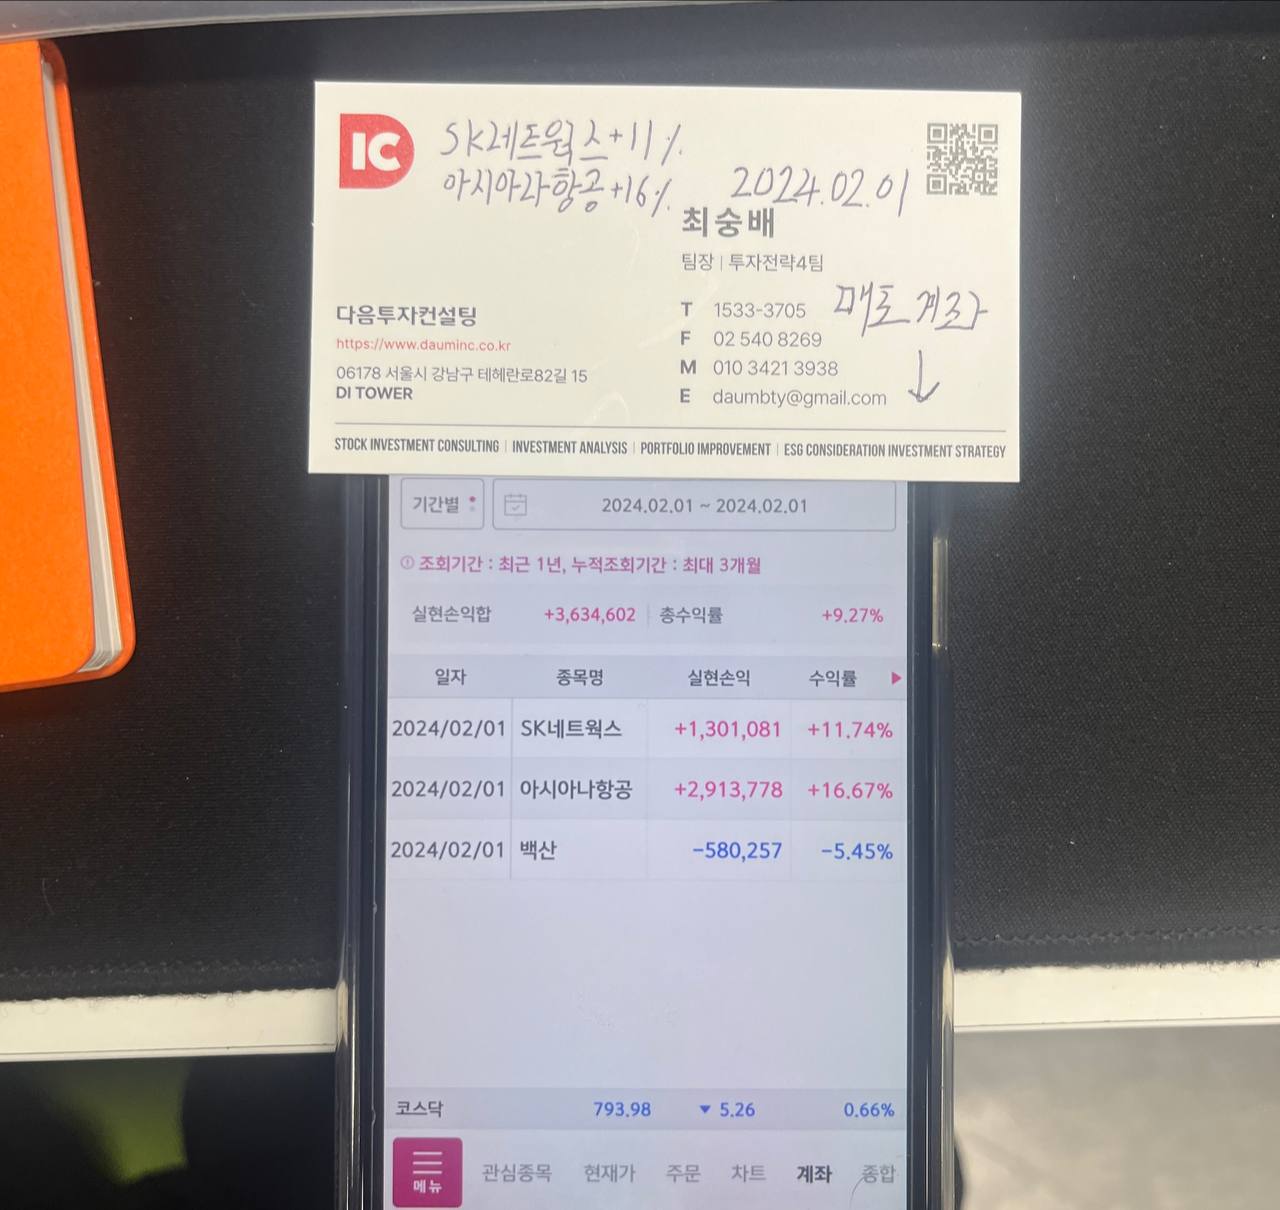 IC
SK네트웍스+11%
아시아나항공+16%
2024.02.01
최숭배
팀장 | 투자전략4팀
다음투자컨설팅
https://www.dauminc.co.kr
06178 서울시 강남구 테헤란로82길 15
DI TOWER
T 1533-3705
F 02 540 8269
M 010 3421 3938
E daumbty@gmail.com
매도계좌
↓
STOCK INVESTMENT CONSULTING | INVESTMENT ANALYSIS | PORTFOLIO IMPROVEMENT | ESG CONSIDERATION INVESTMENT STRATEGY
기간별 2024.02.01 ~ 2024.02.01
조회기간 : 최근 1년, 누적조회기간 : 최대 3개월
실현손익합 +3,634,602 총수익률 +9.27%
일자 종목명 실현손익 수익률
2024/02/01 SK네트웍스 +1,301,081 +11.74%
2024/02/01 아시아나항공 +2,913,778 +16.67%
2024/02/01 백산 -580,257 -5.45%
코스닥 793.98 ▼ 5.26 0.66%
메뉴 관심종목 현재가 주문 차트 계좌 종합